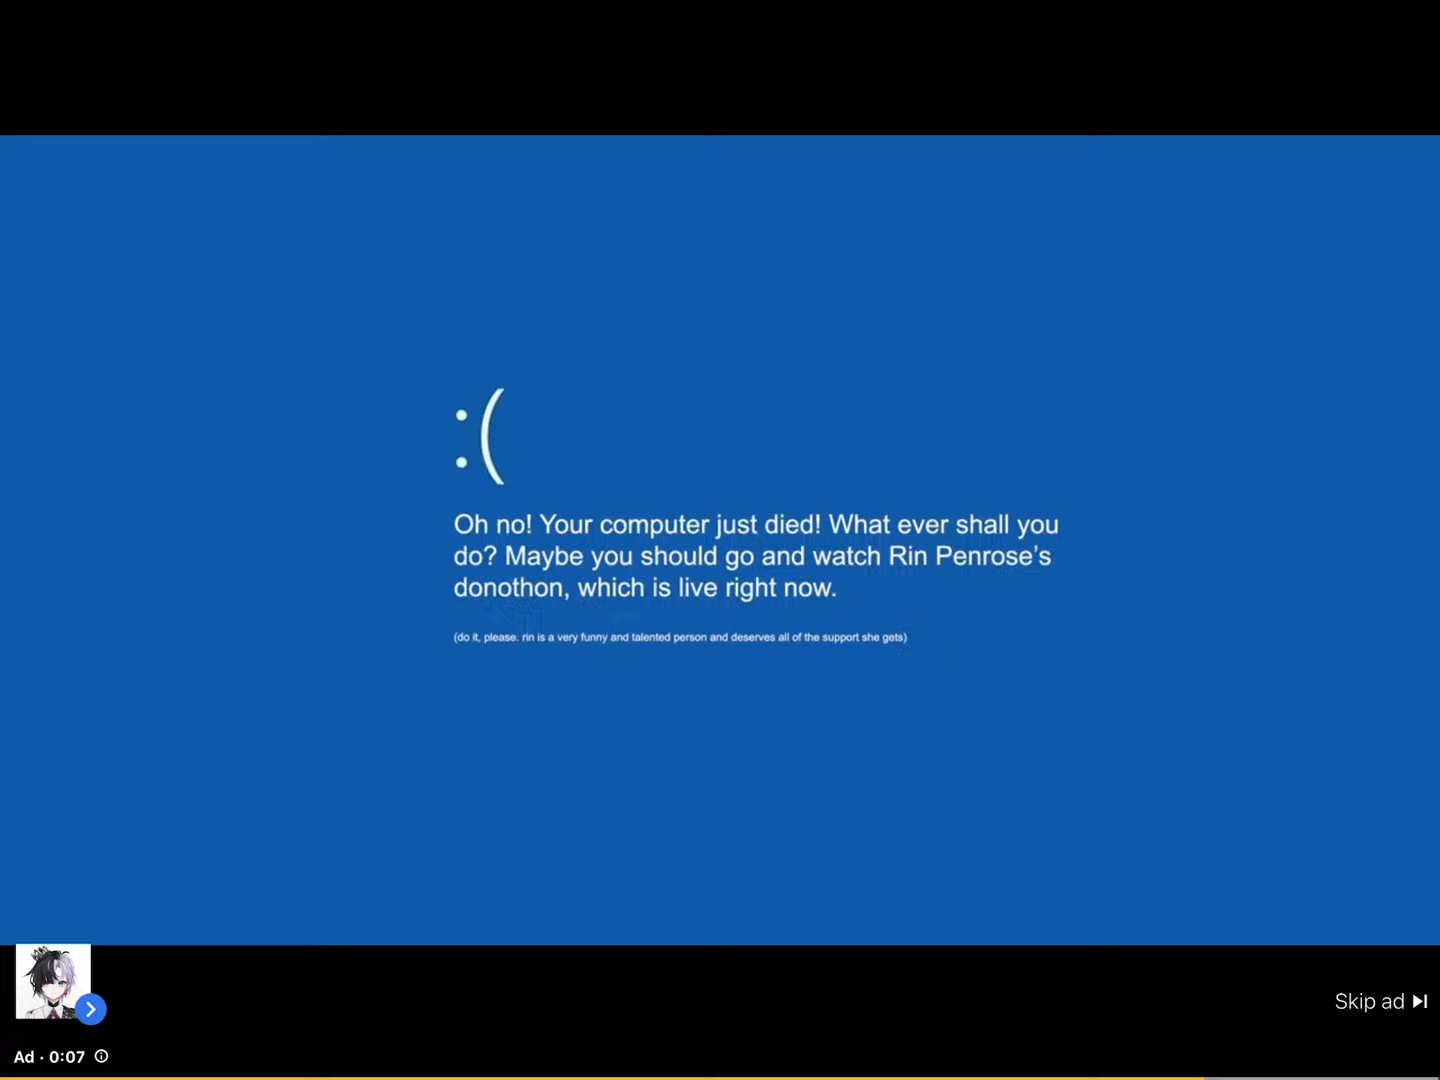 :(
Oh no! Your computer just died! What ever shall you
do? Maybe you should go and watch Rin Penrose’s
donothon, which is live right now.
(do it, please. rin is a very funny and talented person and deserves all of the support she gets)
Skip ad
Ad · 0:07